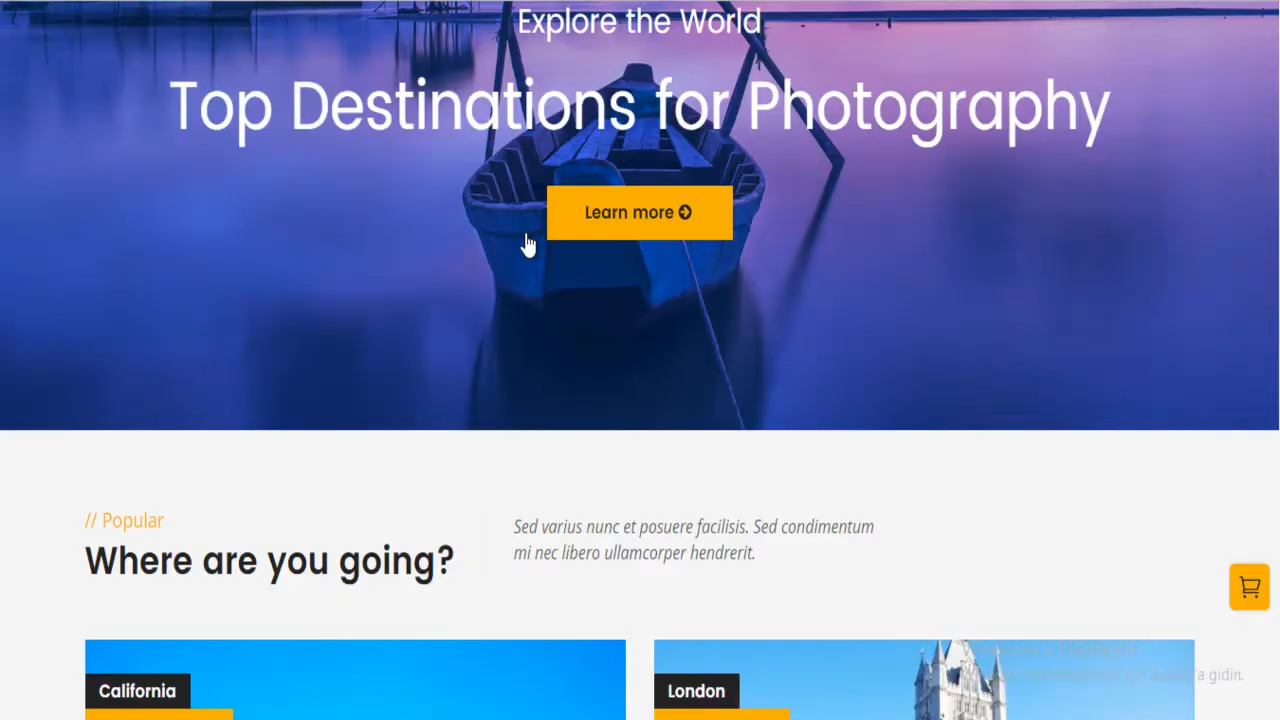 Explore the World
Top Destinations for Photography
Learn more
// Popular
Where are you going?
Sed varius nunc et posuere facilisis. Sed condimentum
mi nec libero ullamcorper hendrerit.
California
London
gidin.